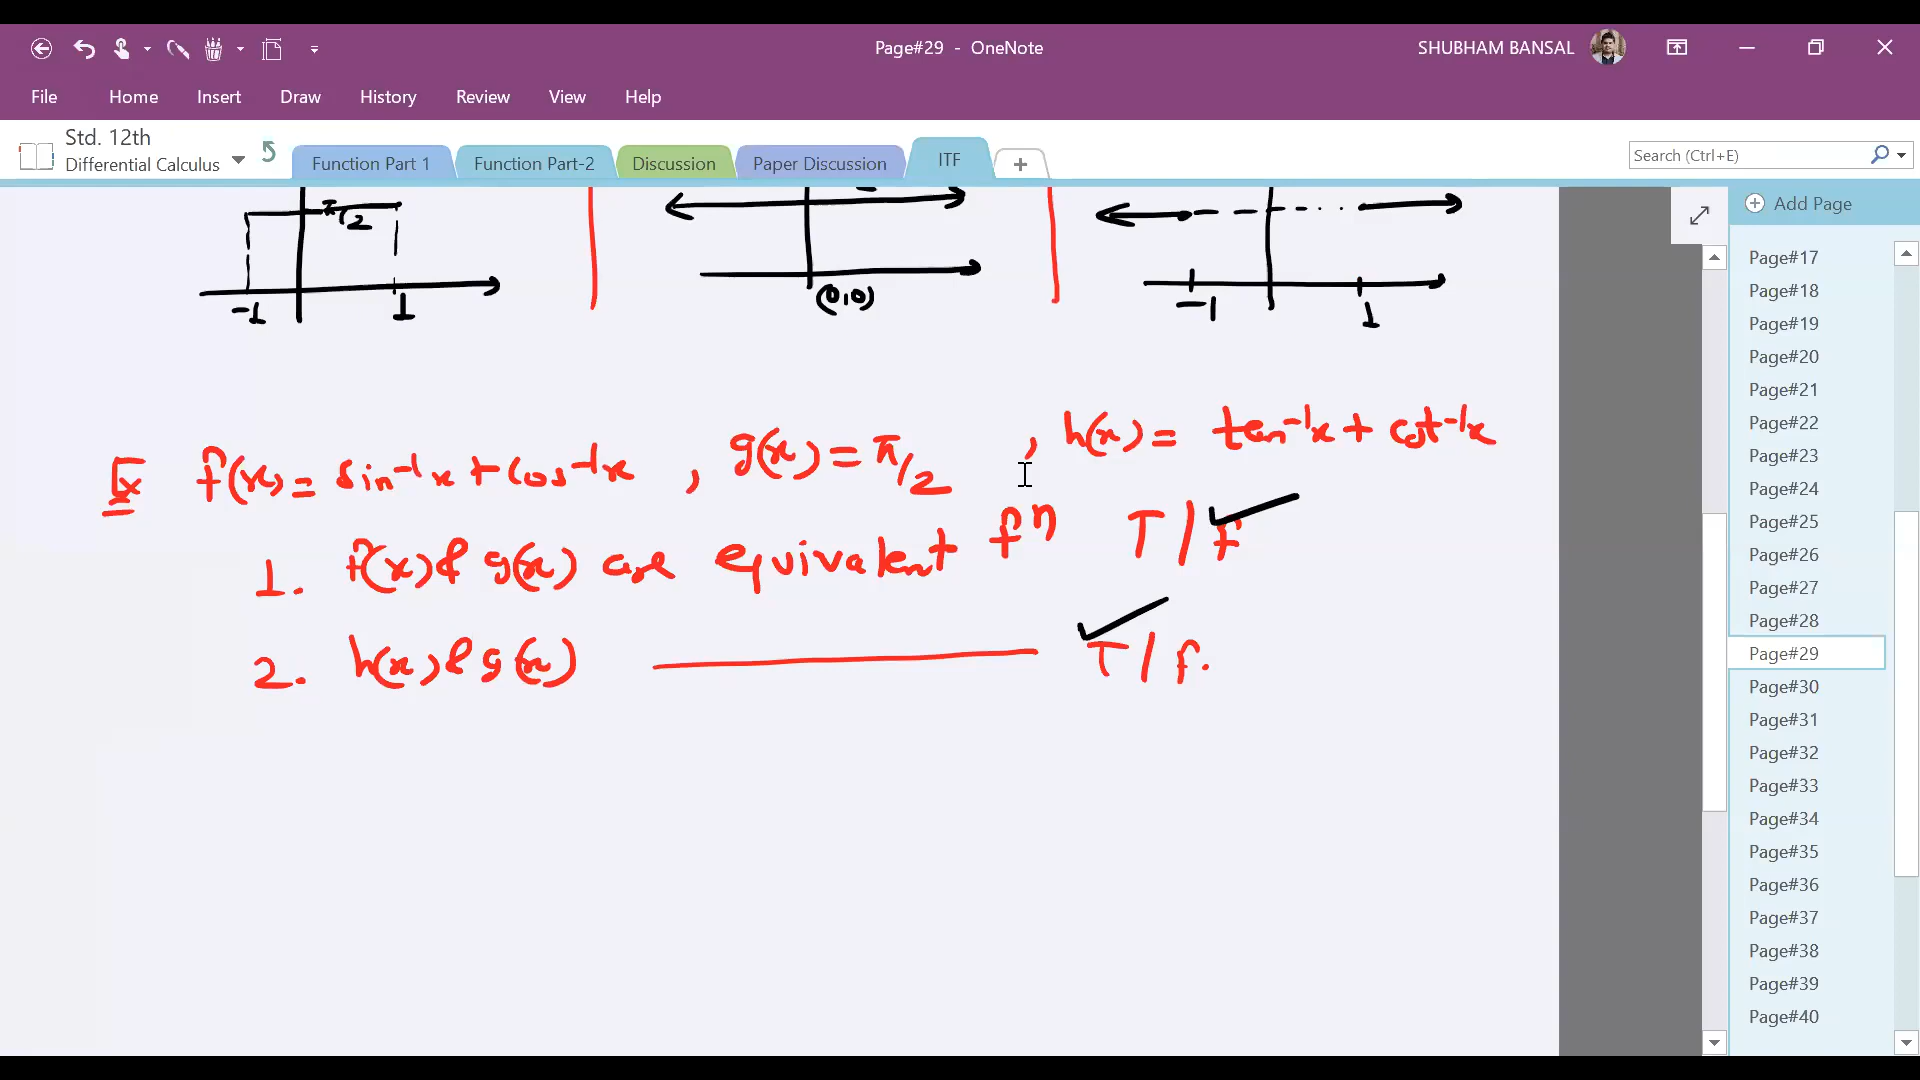 Page#29 - OneNote
SHUBHAM BANSAL
File Home Insert Draw History Review View Help
Std. 12th
Differential Calculus
Function Part 1
Function Part-2
Discussion
Paper Discussion
ITF
Search (Ctrl+E)
Add Page
π/2
-1
1
(0,0)
-1
1
Ex f(x) = sin⁻¹x + cos⁻¹x , g(x) = π/2 , h(x) = tan⁻¹x + cot⁻¹x
1. f(x) & g(x) are equivalent fⁿ T / F
2. h(x) & g(x) ———— T / F.
Page#17
Page#18
Page#19
Page#20
Page#21
Page#22
Page#23
Page#24
Page#25
Page#26
Page#27
Page#28
Page#29
Page#30
Page#31
Page#32
Page#33
Page#34
Page#35
Page#36
Page#37
Page#38
Page#39
Page#40